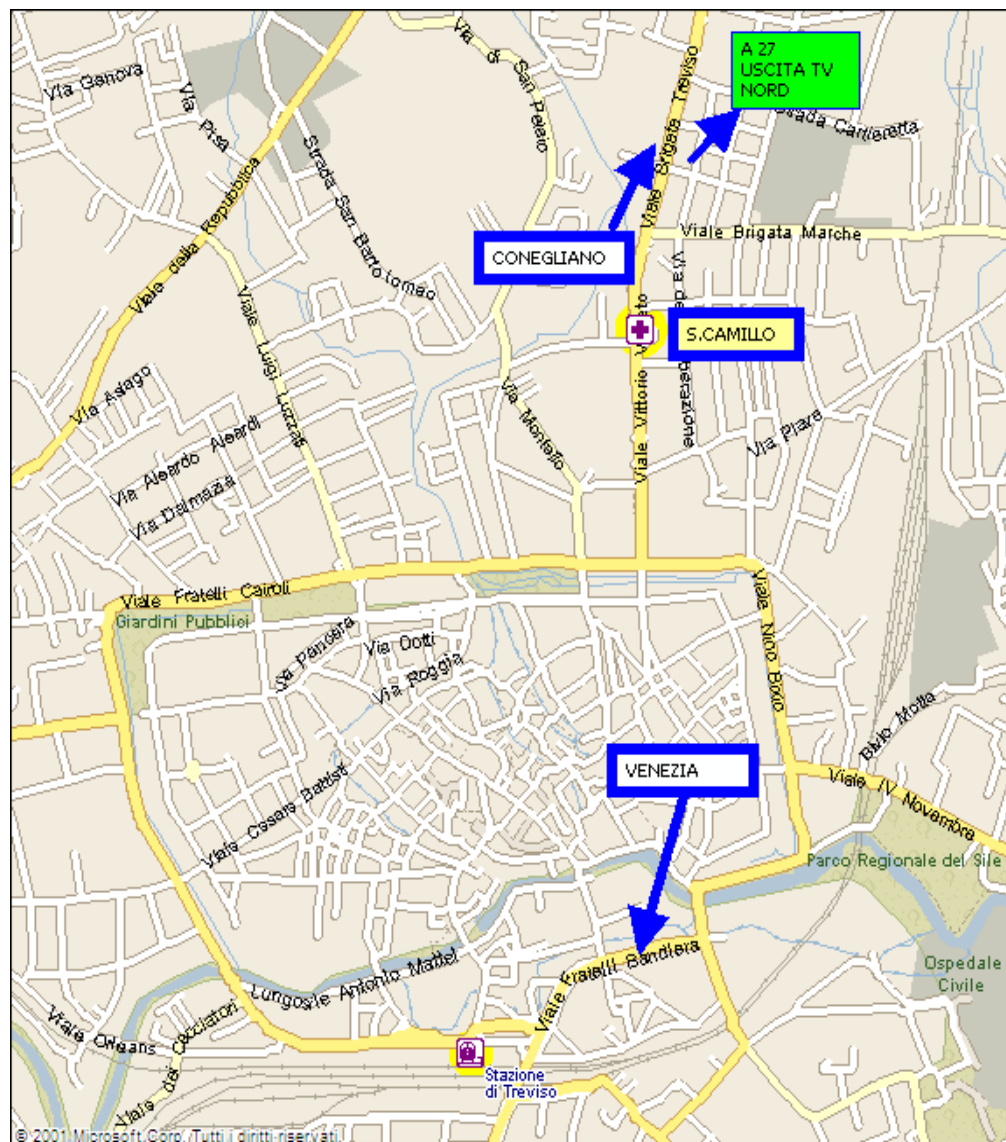 Via di San Pelaio
Via Genova
Via Pisa
Strada San Bartolomeo
Viale della Repubblica
Viale Brigata Treviso
A 27
USCITA TV
NORD
Strada Cartieretta
Viale Brigata Marche
CONEGLIANO
S.CAMILLO
Viale Luigi Luzzati
Via Asiago
Via Aleardo Aleardi
Via Dalmazia
Via Montello
Viale Vittorio Veneto
Via Piave
Viale Fratelli Cairoli
Giardini Pubblici
Via Pancera
Via Dotti
Via Roggia
Viale Nino Bixio
Bivio Motta
VENEZIA
Viale IV Novembre
Viale Cesare Battisti
Parco Regionale del Sile
Lungosile Antonio Mattei
Viale Fratelli Bandiera
Ospedale
Civile
Viale Orleans
Viale dei Cacciatori
Stazione
di Treviso
© 2001 Microsoft Corp. Tutti i diritti riservati.